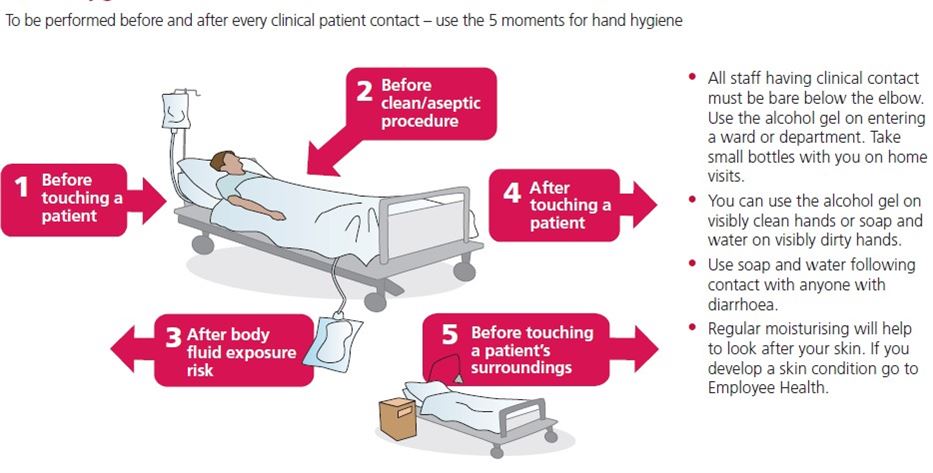 To be performed before and after every clinical patient contact – use the 5 moments for hand hygiene
1 Before
touching a
patient
2 Before
clean/aseptic
procedure
3 After body
fluid exposure
risk
4 After
touching a
patient
5 Before touching
a patient's
surroundings
• All staff having clinical contact
must be bare below the elbow.
Use the alcohol gel on entering
a ward or department. Take
small bottles with you on home
visits.
• You can use the alcohol gel on
visibly clean hands or soap and
water on visibly dirty hands.
• Use soap and water following
contact with anyone with
diarrhoea.
• Regular moisturising will help
to look after your skin. If you
develop a skin condition go to
Employee Health.